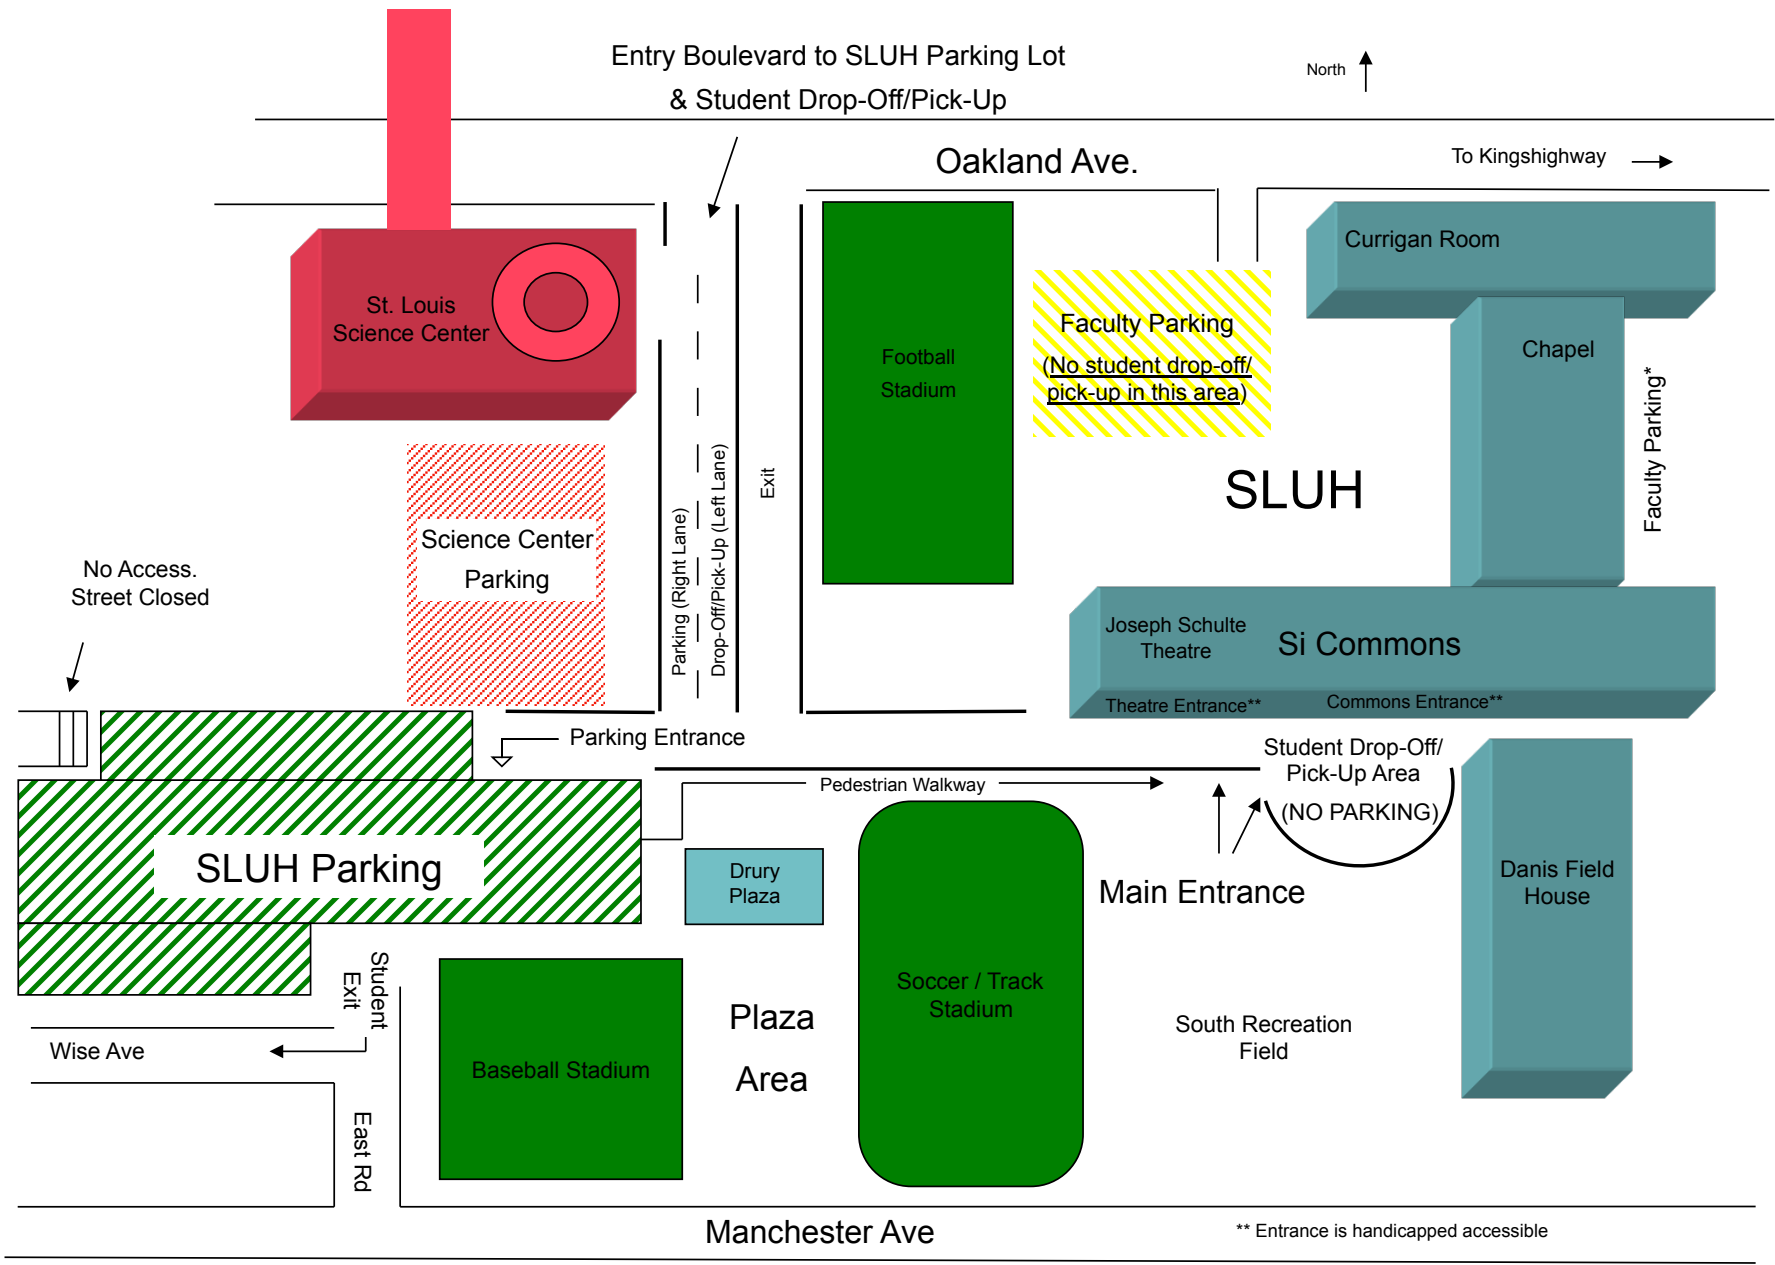 Entry Boulevard to SLUH Parking Lot
& Student Drop-Off/Pick-Up
North
Oakland Ave.
To Kingshighway
Currigan Room
St. Louis
Science Center
Football
Stadium
Faculty Parking
(No student drop-off/
pick-up in this area)
Chapel
Faculty Parking*
SLUH
Parking (Right Lane)
Drop-Off/Pick-Up (Left Lane)
Exit
Science Center
Parking
No Access.
Street Closed
Joseph Schulte
Theatre
Si Commons
Theatre Entrance**
Commons Entrance**
Parking Entrance
Student Drop-Off/
Pick-Up Area
(NO PARKING)
Pedestrian Walkway
SLUH Parking
Drury
Plaza
Main Entrance
Danis Field
House
Student
Exit
Soccer / Track
Stadium
Plaza
Area
South Recreation
Field
Wise Ave
Baseball Stadium
East Rd
Manchester Ave
** Entrance is handicapped accessible